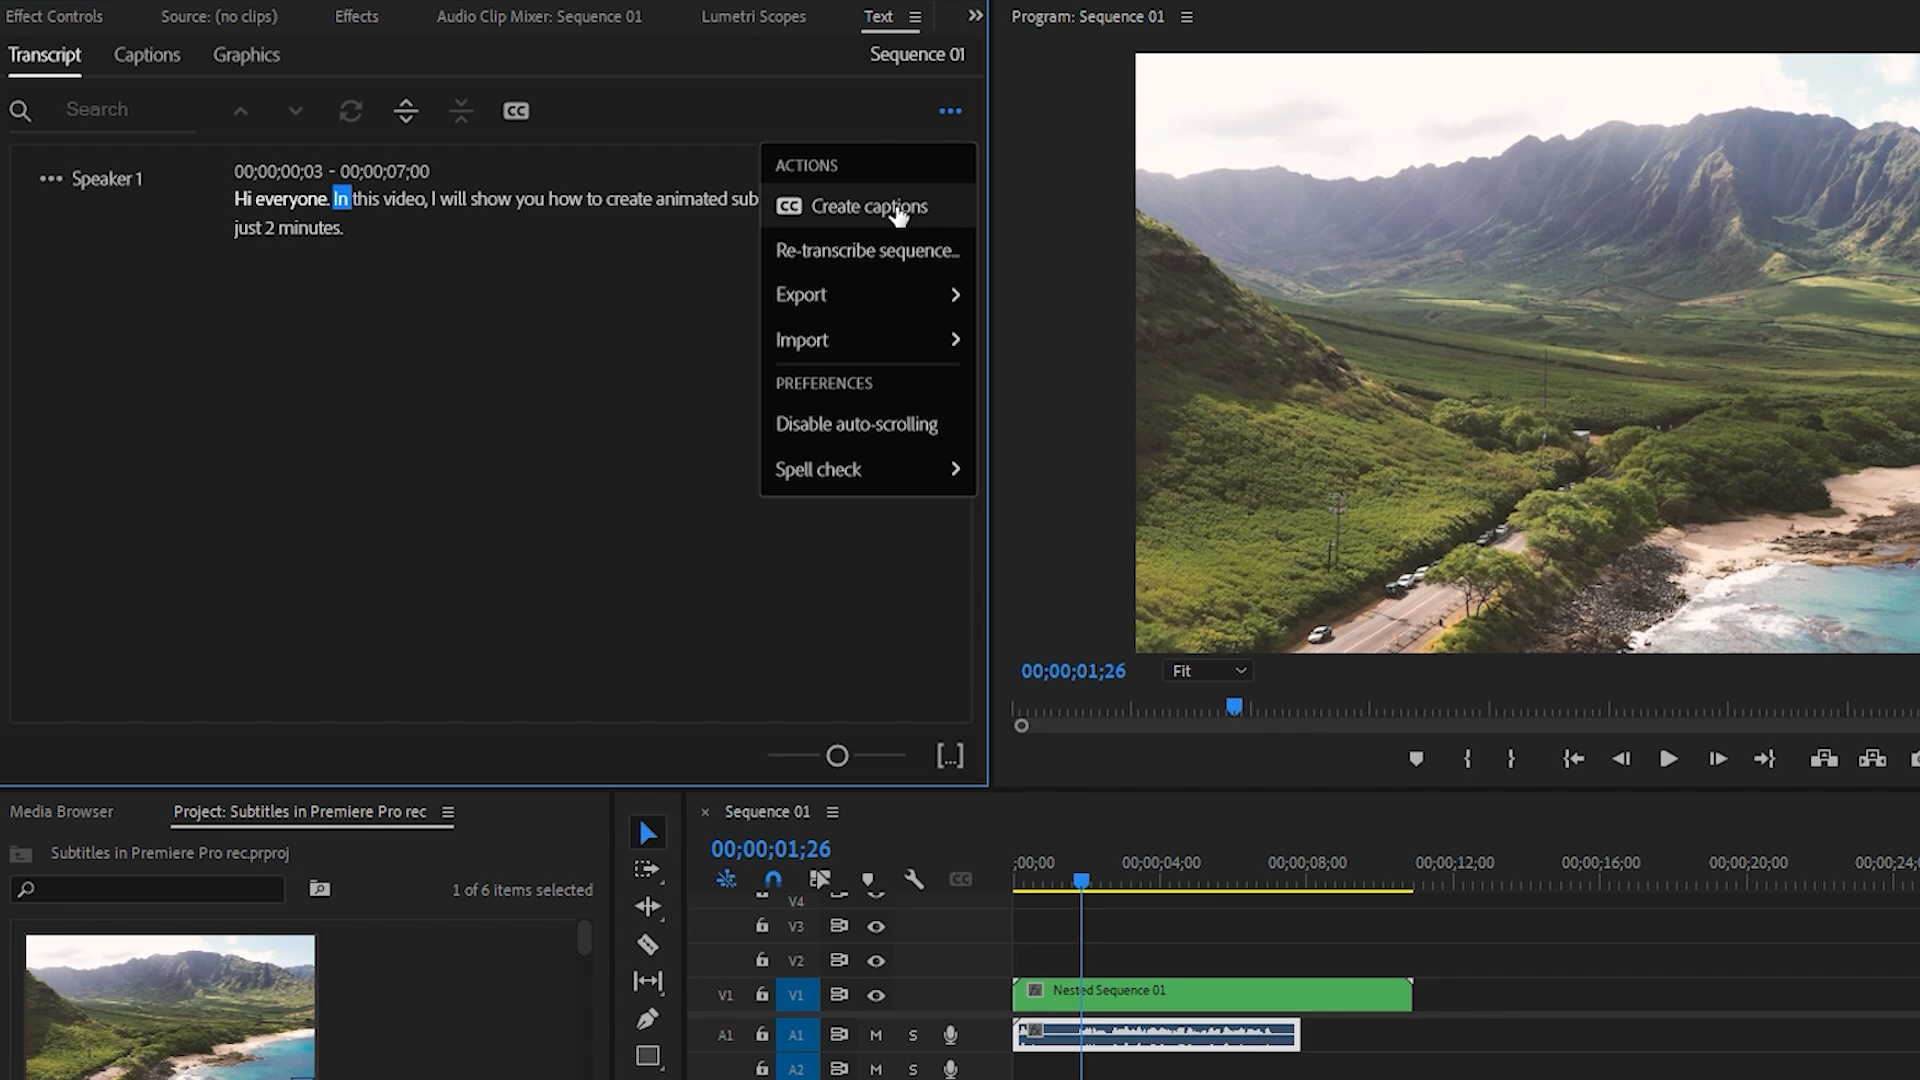 Effect Controls
Source: (no clips)
Effects
Audio Clip Mixer: Sequence 01
Lumetri Scopes
Text
Program: Sequence 01
Transcript
Captions
Graphics
Sequence 01
Search
CC
ACTIONS
CC Create captions
Re-transcribe sequence...
Export
Import
PREFERENCES
Disable auto-scrolling
Spell check
Speaker 1
00;00;00;03 - 00;00;07;00
Hi everyone. In this video, I will show you how to create animated sub
just 2 minutes.
[...]
00;00;01;26
Fit
Media Browser
Project: Subtitles in Premiere Pro rec
Subtitles in Premiere Pro rec.prproj
1 of 6 items selected
× Sequence 01
00;00;01;26
CC
;00;00
00;00;04;00
00;00;08;00
00;00;12;00
00;00;16;00
00;00;20;00
00;00;24;0
V4
V3
V2
V1 V1
Nested Sequence 01
fx
A1 A1 M S
fx
A2 M S